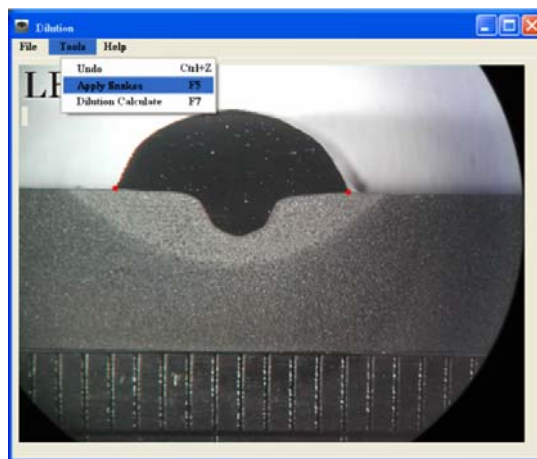 Dilution
File Tools Help
Undo Ctrl+Z
Apply Snakes F5
Dilution Calculate F7